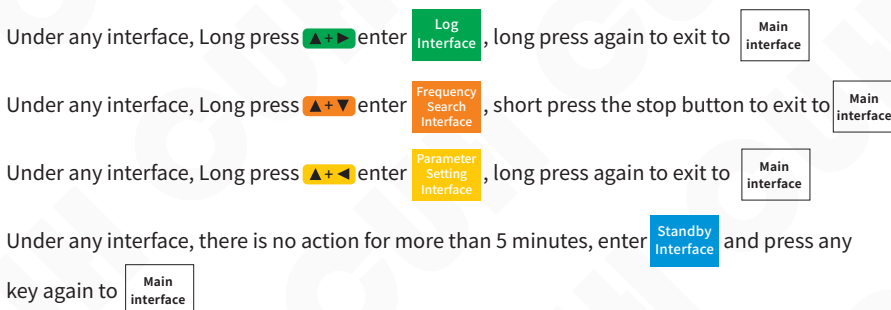 Under any interface, Long press ▲+▶ enter Log Interface , long press again to exit to Main interface
Under any interface, Long press ▲+▼ enter Frequency Search Interface , short press the stop button to exit to Main interface
Under any interface, Long press ▲+◀ enter Parameter Setting Interface , long press again to exit to Main interface
Under any interface, there is no action for more than 5 minutes, enter Standby Interface and press any
key again to Main interface